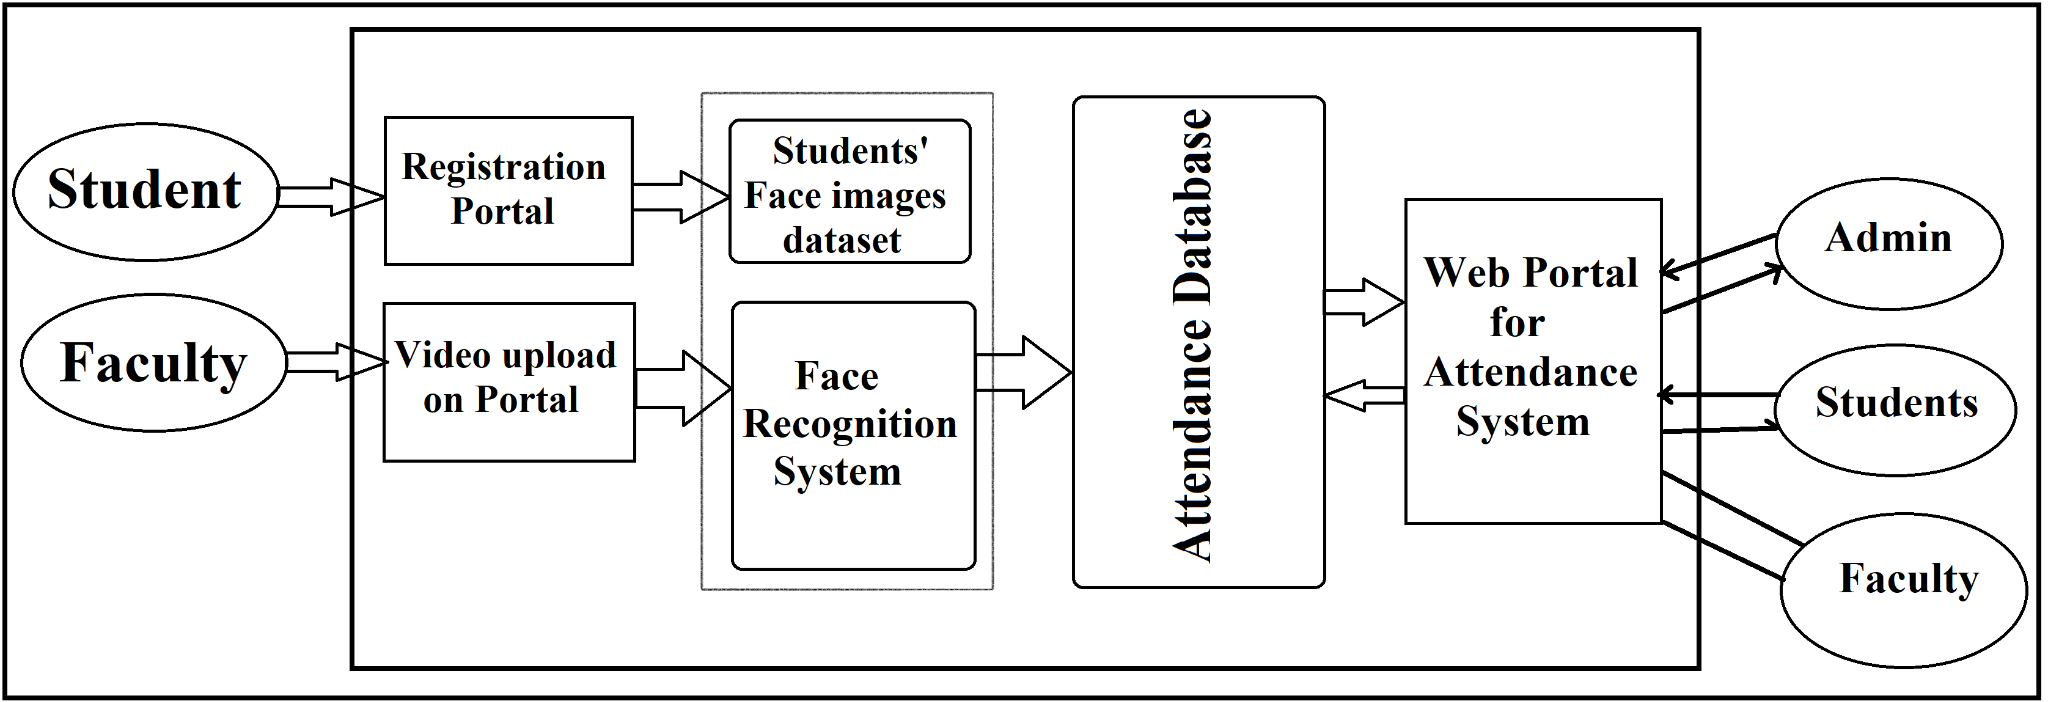 Student
Faculty
Registration
Portal
Video upload
on Portal
Students'
Face images
dataset
Face
Recognition
System
Attendance Database
Web Portal
for
Attendance
System
Admin
Students
Faculty